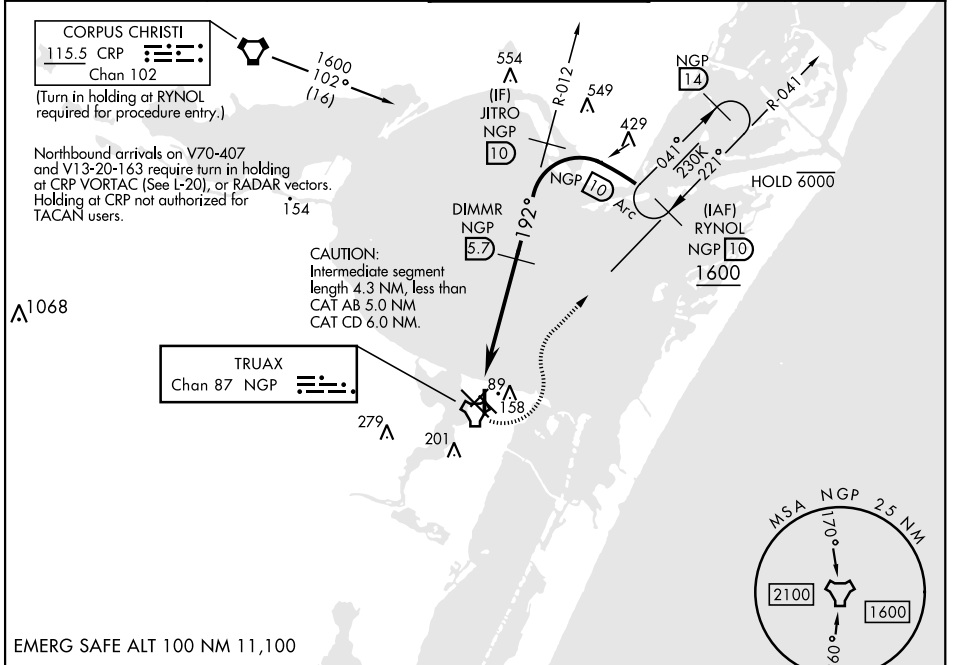 CORPUS CHRISTI
115.5 CRP
Chan 102
(Turn in holding at RYNOL
required for procedure entry.)
1600
102°
(16)
Northbound arrivals on V70-407
and V13-20-163 require turn in holding
at CRP VORTAC (See L-20), or RADAR vectors.
Holding at CRP not authorized for
TACAN users.
154
554
(IF)
JITRO
NGP
10
R-012
549
429
NGP
14
R-041
041°
230K
221°
HOLD 6000
NGP 10 Arc
(IAF)
RYNOL
NGP 10
1600
DIMMR
NGP
5.7
192°
CAUTION:
Intermediate segment
length 4.3 NM, less than
CAT AB 5.0 NM
CAT CD 6.0 NM.
1068
TRUAX
Chan 87 NGP
89
158
279
201
MSA NGP 25 NM
170°
2100
1600
EMERG SAFE ALT 100 NM 11,100